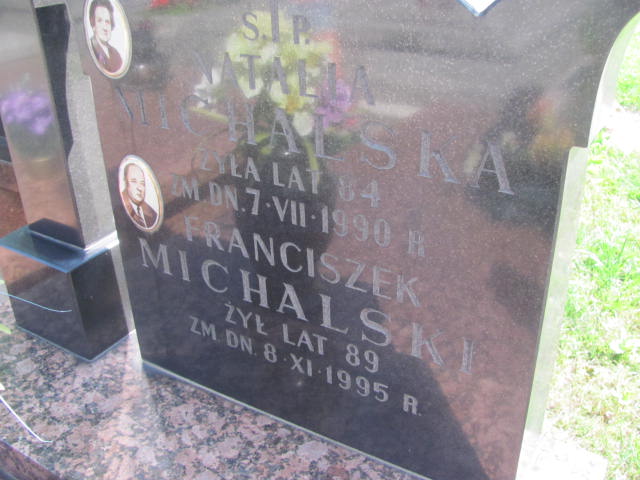 Ś.†P.
NATALIA
MICHALSKA
ŻYŁA LAT 84
ZM. DN. 7·VII·1990 R
FRANCISZEK
MICHALSKI
ŻYŁ LAT 89
ZM. DN. 8·XI·1995 R.